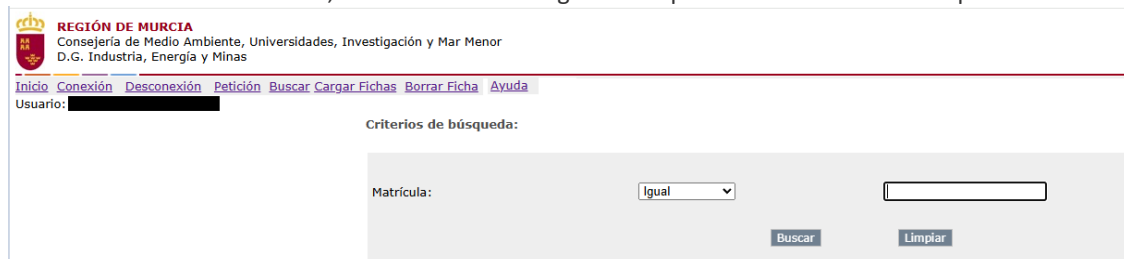 REGIÓN DE MURCIA
Consejería de Medio Ambiente, Universidades, Investigación y Mar Menor
D.G. Industria, Energía y Minas
Inicio Conexión Desconexión Petición Buscar Cargar Fichas Borrar Ficha Ayuda
Usuario:
Criterios de búsqueda:
Matrícula: Igual
Buscar Limpiar